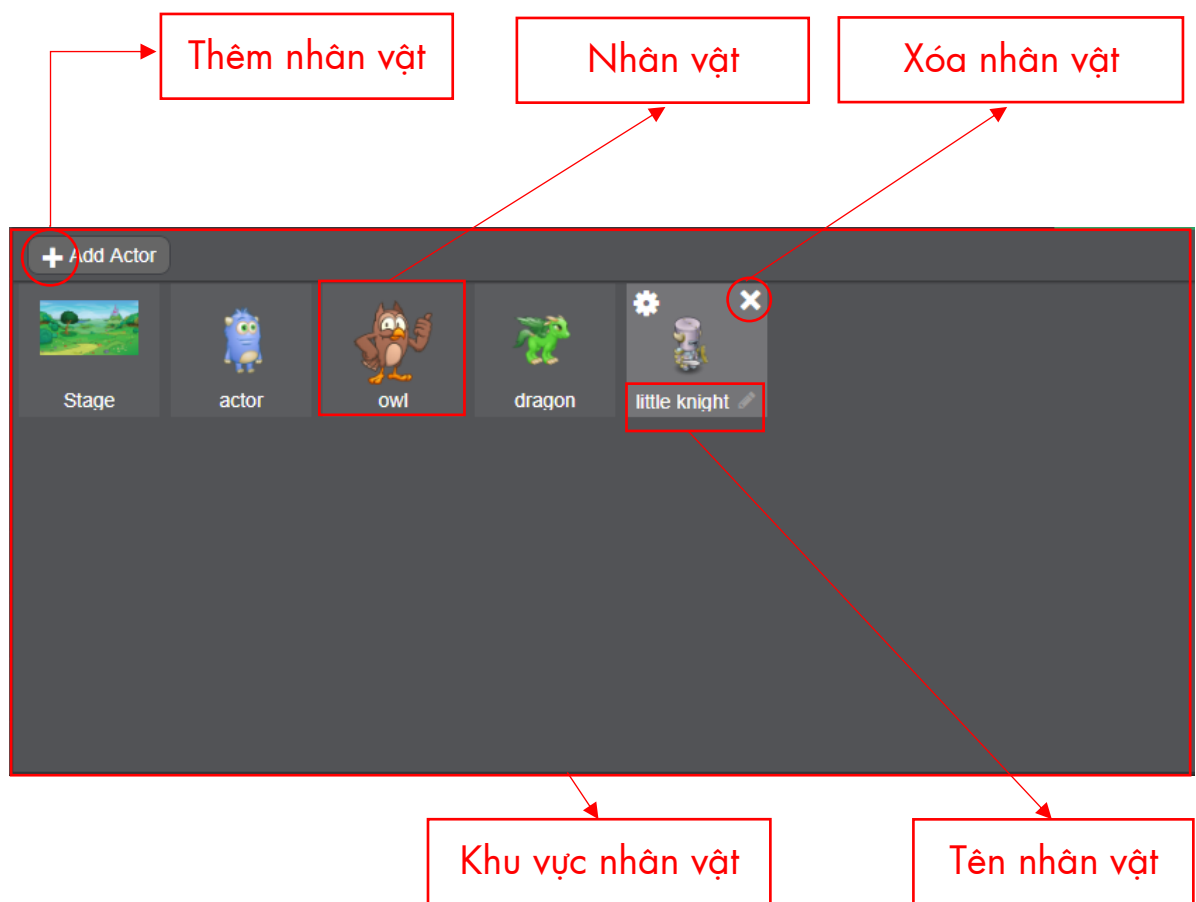 Thêm nhân vật
Nhân vật
Xóa nhân vật
Add Actor
Stage
actor
owl
dragon
little knight
Khu vực nhân vật
Tên nhân vật